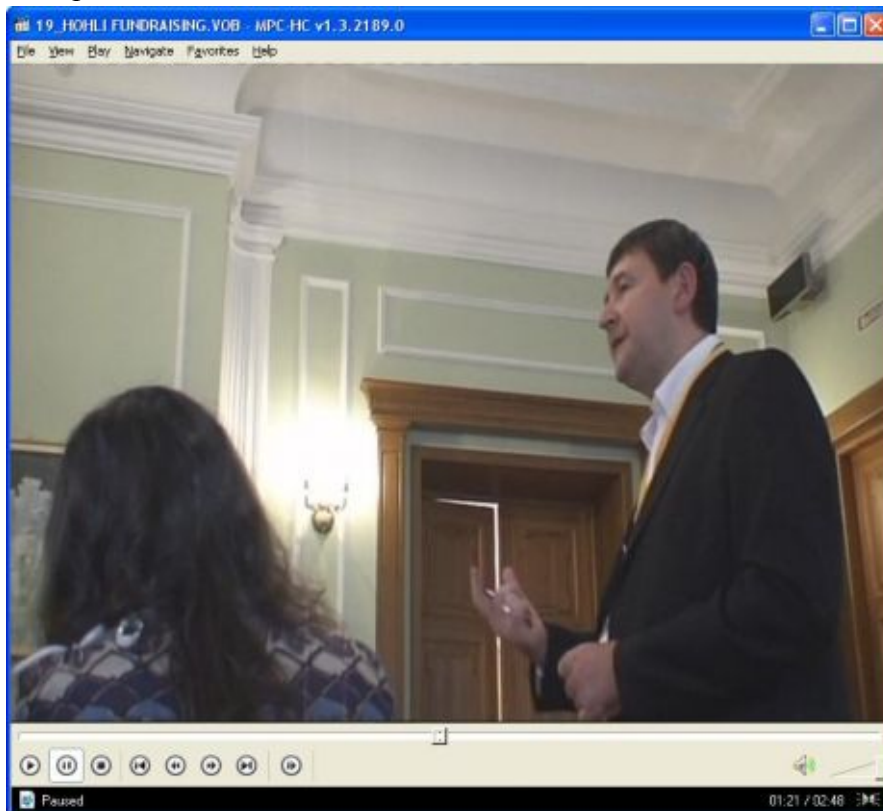 19_HOHLI FUNDRAISING.VOB - MPC-HC v1.3.2189.0
File View Play Navigate Favorites Help
Paused
01:21 / 02:48